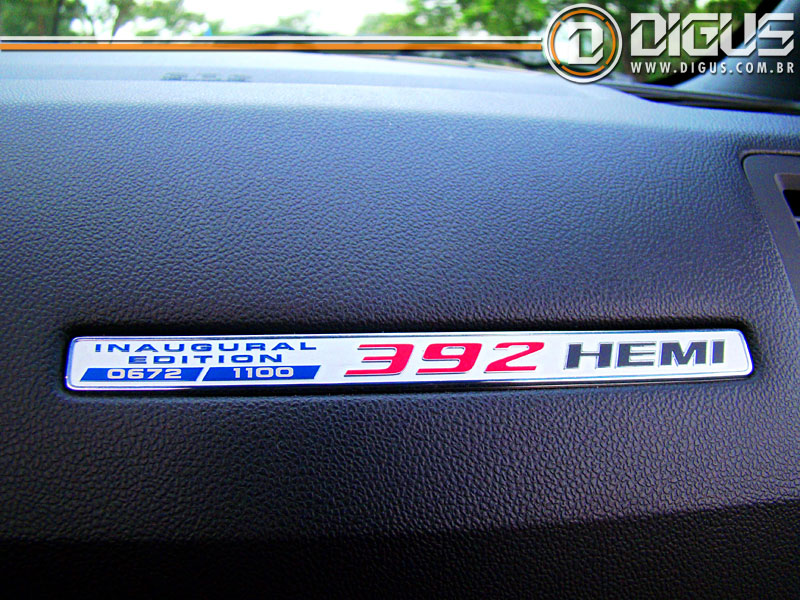 DIGUS
WWW.DIGUS.COM.BR
INAUGURAL
EDITION
0672 / 1100
392 HEMI